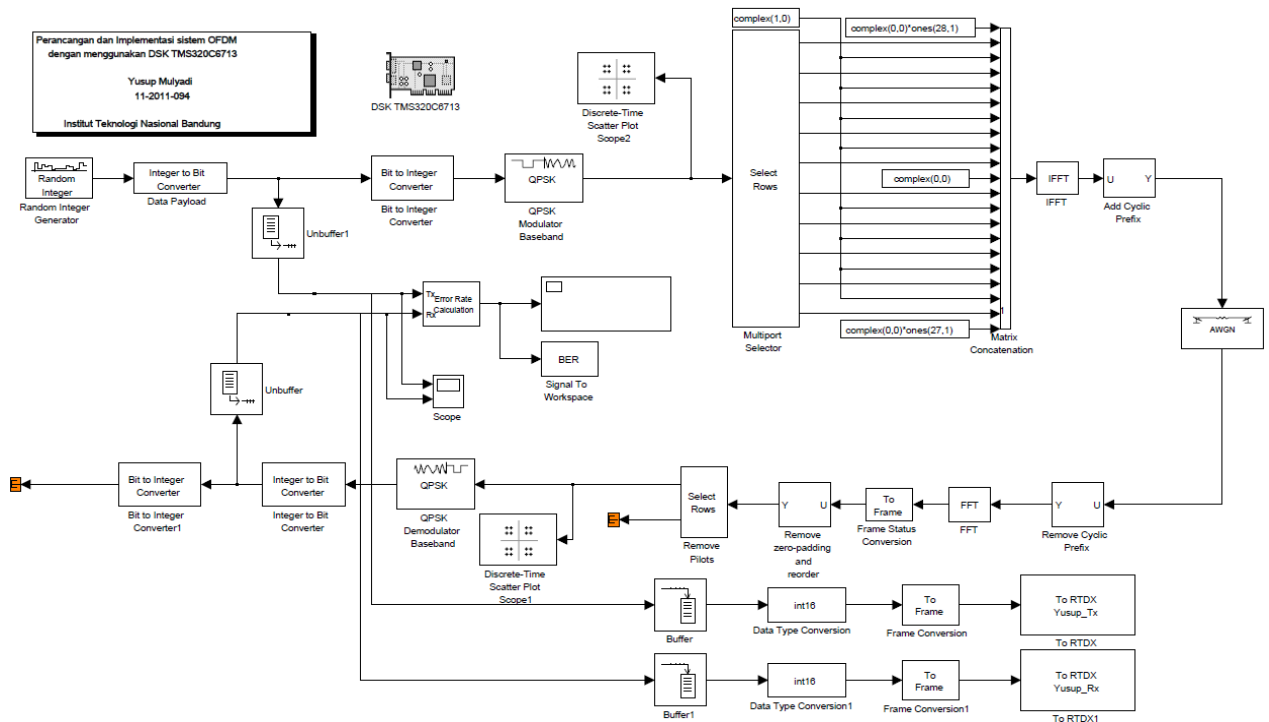 Perancangan dan Implementasi sistem OFDM
dengan menggunakan DSK TMS320C6713
Yusup Mulyadi
11-2011-094
Institut Teknologi Nasional Bandung
DSK TMS320C6713
Discrete-Time
Scatter Plot
Scope2
complex(1,0)
complex(0,0)*ones(28,1)
Random
Integer
Random Integer
Generator
Integer to Bit
Converter
Data Payload
Bit to Integer
Converter
Bit to Integer
Converter
QPSK
QPSK
Modulator
Baseband
Select
Rows
Multiport
Selector
complex(0,0)
complex(0,0)*ones(27,1)
1
Matrix
Concatenation
IFFT
IFFT
U
Y
Add Cyclic
Prefix
AWGN
Unbuffer1
Tx
Rx
Error Rate
Calculation
BER
Signal To
Workspace
Scope
Unbuffer
Bit to Integer
Converter
Bit to Integer
Converter1
Integer to Bit
Converter
Integer to Bit
Converter
QPSK
QPSK
Demodulator
Baseband
Discrete-Time
Scatter Plot
Scope1
Select
Rows
Remove
Pilots
Y
U
Remove
zero-padding
and
reorder
To
Frame
Frame Status
Conversion
FFT
FFT
Y
U
Remove Cyclic
Prefix
Buffer
int16
Data Type Conversion
To
Frame
Frame Conversion
To RTDX
Yusup_Tx
To RTDX
Buffer1
int16
Data Type Conversion1
To
Frame
Frame Conversion1
To RTDX
Yusup_Rx
To RTDX1